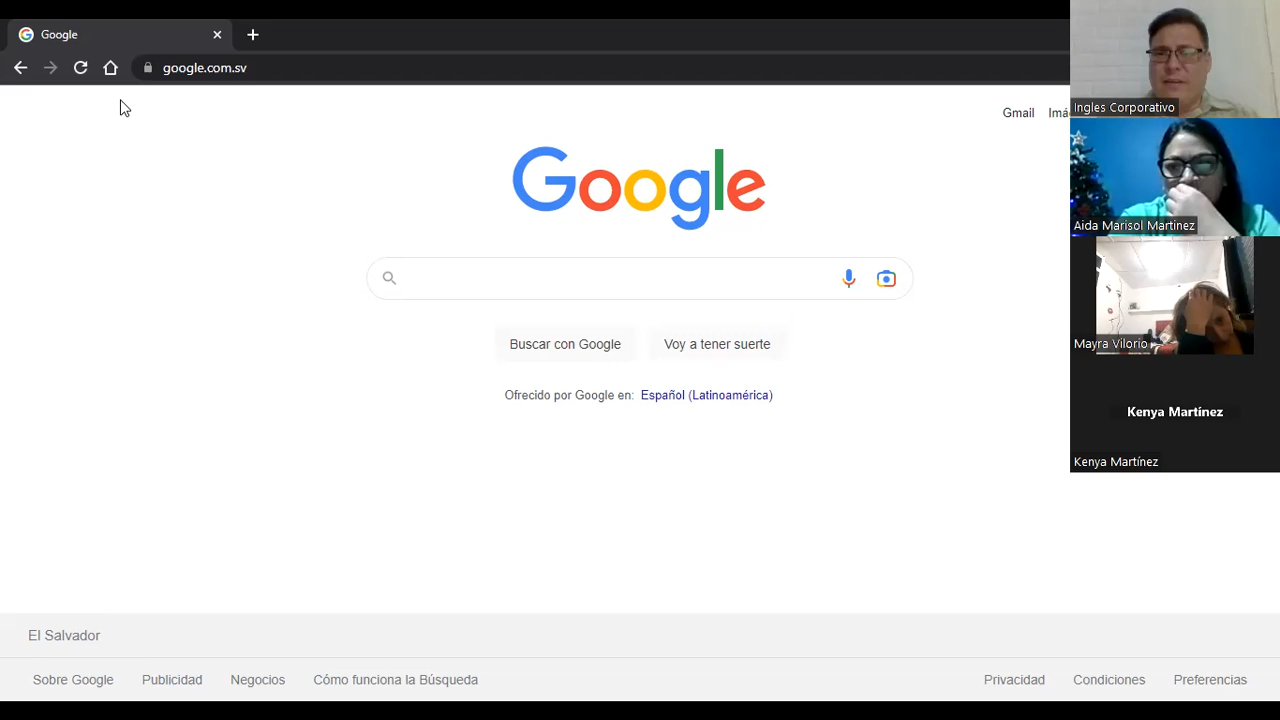 Google
google.com.sv
Gmail Imá
Google
Buscar con Google Voy a tener suerte
Ofrecido por Google en: Español (Latinoamérica)
El Salvador
Sobre Google Publicidad Negocios Cómo funciona la Búsqueda
Privacidad Condiciones Preferencias
Ingles Corporativo
Aida Marisol Martinez
Mayra Vilorio
Kenya Martínez
Kenya Martínez